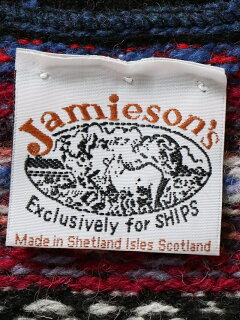 Jamieson's
Exclusively for SHIPS
Made in Shetland Isles Scotland